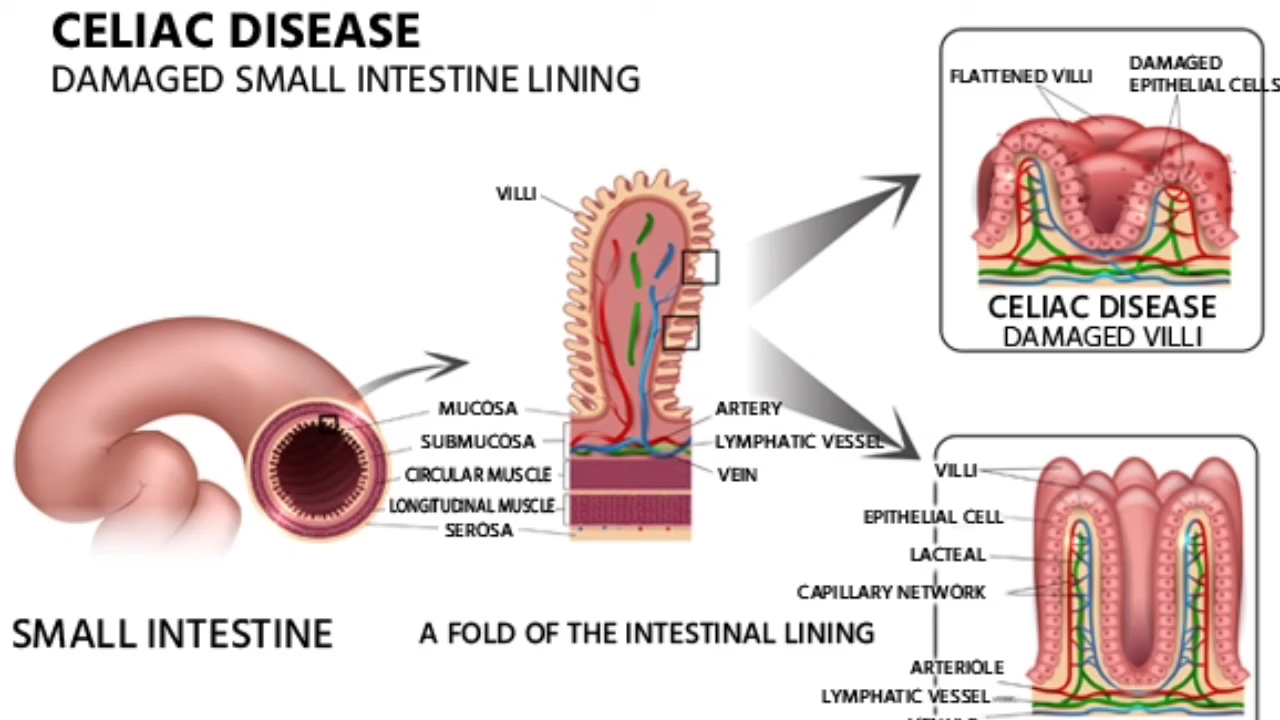 CELIAC DISEASE
DAMAGED SMALL INTESTINE LINING
FLATTENED VILLI
DAMAGED
EPITHELIAL CELLS
CELIAC DISEASE
DAMAGED VILLI
VILLI
MUCOSA
SUBMUCOSA
CIRCULAR MUSCLE
LONGITUDINAL MUSCLE
SEROSA
ARTERY
LYMPHATIC VESSEL
VEIN
VILLI
EPITHELIAL CELL
LACTEAL
CAPILLARY NETWORK
ARTERIOLE
LYMPHATIC VESSEL
SMALL INTESTINE
A FOLD OF THE INTESTINAL LINING